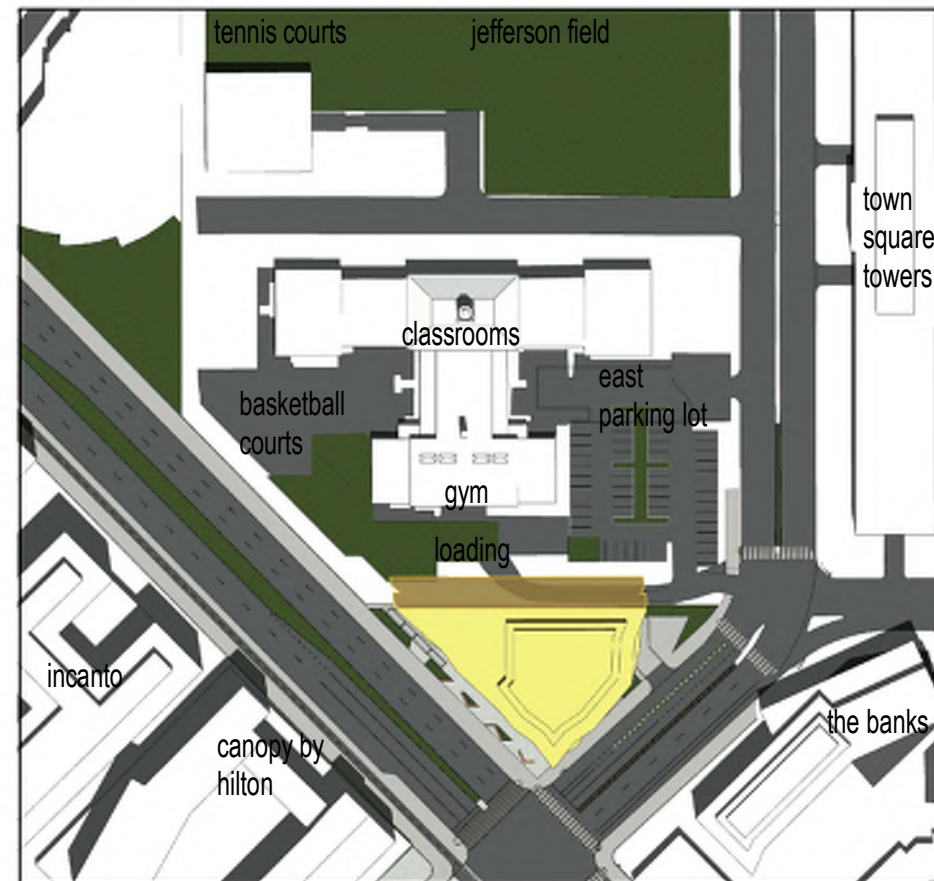 tennis courts
jefferson field
town
square
towers
classrooms
east
parking lot
basketball
courts
gym
loading
incanto
canopy by
hilton
the banks